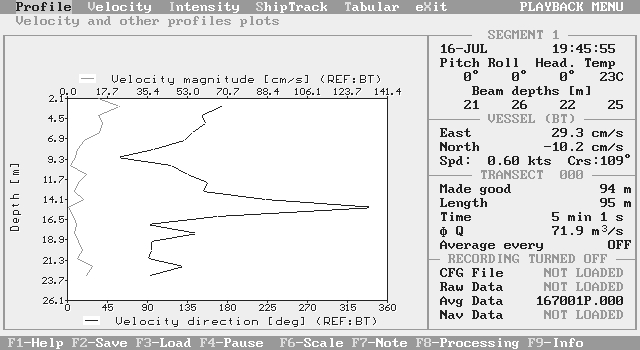 Profile Velocity Intensity ShipTrack Tabular eXit PLAYBACK MENU
Velocity and other profiles plots
SEGMENT 1
16-JUL 19:45:55
Pitch Roll Head. Temp
0° 0° 0° 23C
Beam depths [m]
21 26 22 25
VESSEL (BT)
East 29.3 cm/s
North -10.2 cm/s
Spd: 0.60 kts Crs:109°
TRANSECT 000
Made good 94 m
Length 95 m
Time 5 min 1 s
ϕ Q 71.9 m³/s
Average every OFF
RECORDING TURNED OFF
CFG File NOT LOADED
Raw Data NOT LOADED
Avg Data 167001P.000
Nav Data NOT LOADED
Velocity magnitude [cm/s] (REF:BT)
0.0 17.7 35.4 53.0 70.7 88.4 106.1 123.7 141.4
2.1
4.5
6.9
9.3
11.7
14.1
16.5
18.9
21.3
23.7
26.1
Depth [m]
0 45 90 135 180 225 270 315 360
Velocity direction [deg] (REF:BT)
F1-Help F2-Save F3-Load F4-Pause F6-Scale F7-Note F8-Processing F9-Info